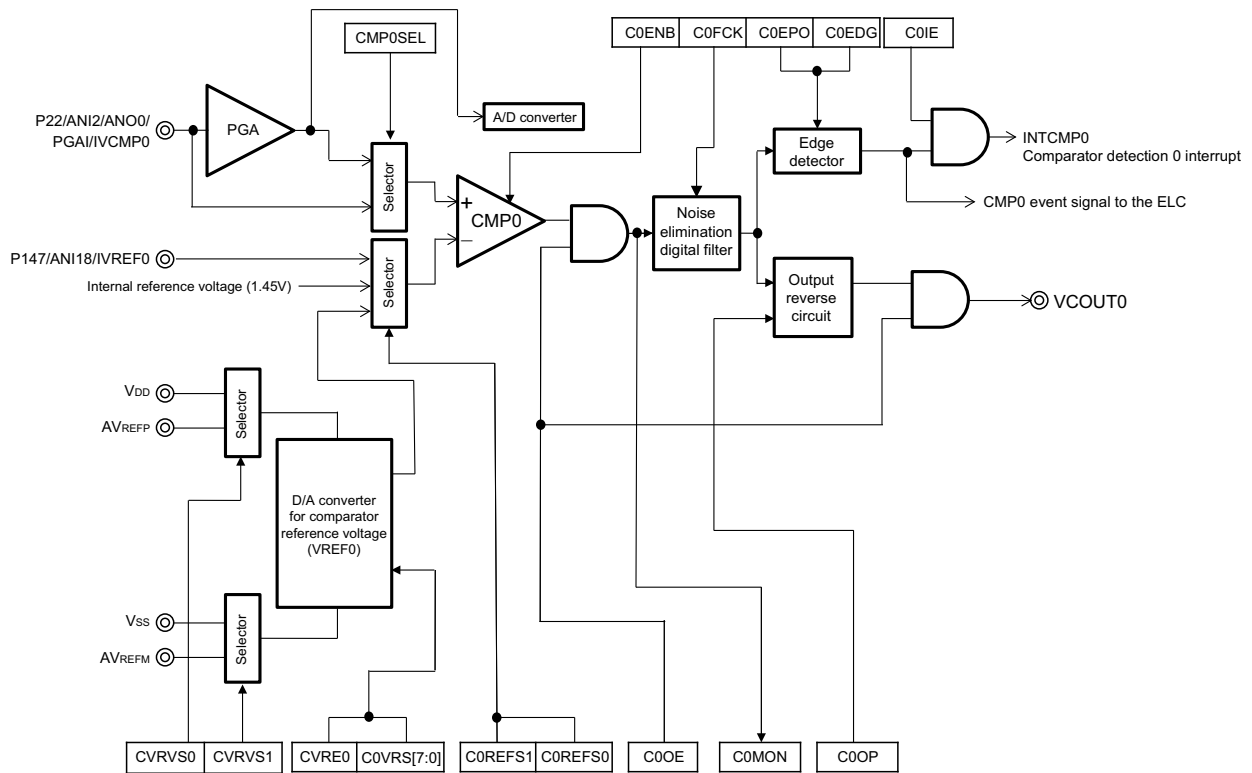 CMP0SEL
C0ENB C0FCK C0EPO C0EDG C0IE
P22/ANI2/ANO0/
PGAI/IVCMP0
PGA
A/D converter
Selector
Edge
detector
INTCMP0
Comparator detection 0 interrupt
CMP0 event signal to the ELC
+
CMP0
–
Noise
elimination
digital filter
P147/ANI18/IVREF0
Internal reference voltage (1.45V)
Selector
Output
reverse
circuit
VCOUT0
VDD
AVREFP
Selector
D/A converter
for comparator
reference voltage
(VREF0)
VSS
AVREFM
Selector
CVRVS0 CVRVS1 CVRE0 C0VRS[7:0] C0REFS1 C0REFS0 C0OE C0MON C0OP